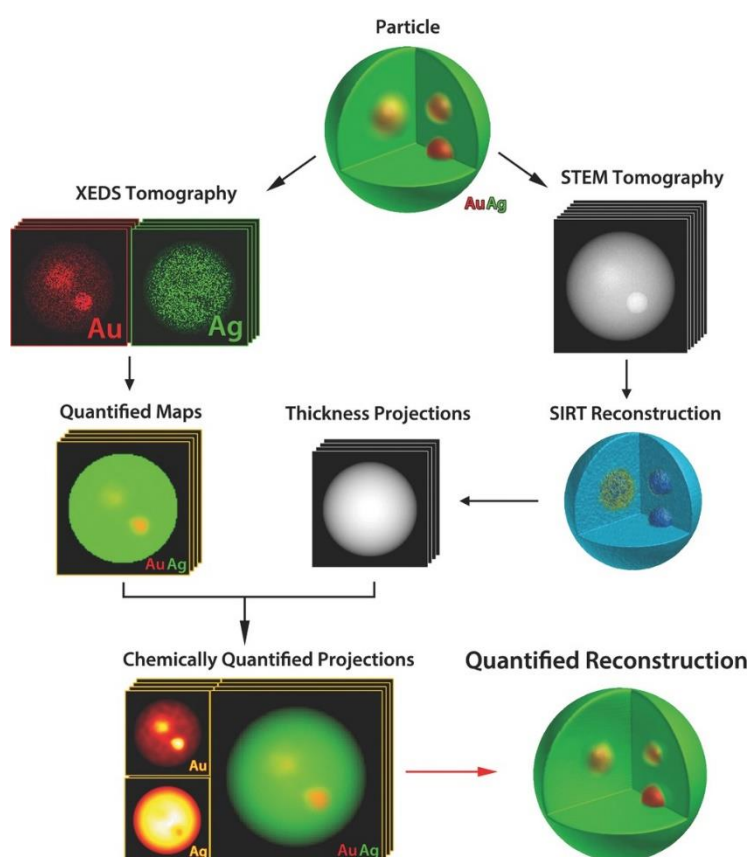 Particle
AuAg
XEDS Tomography
STEM Tomography
Au
Ag
Quantified Maps
Thickness Projections
SIRT Reconstruction
AuAg
Chemically Quantified Projections
Quantified Reconstruction
Au
Ag
AuAg